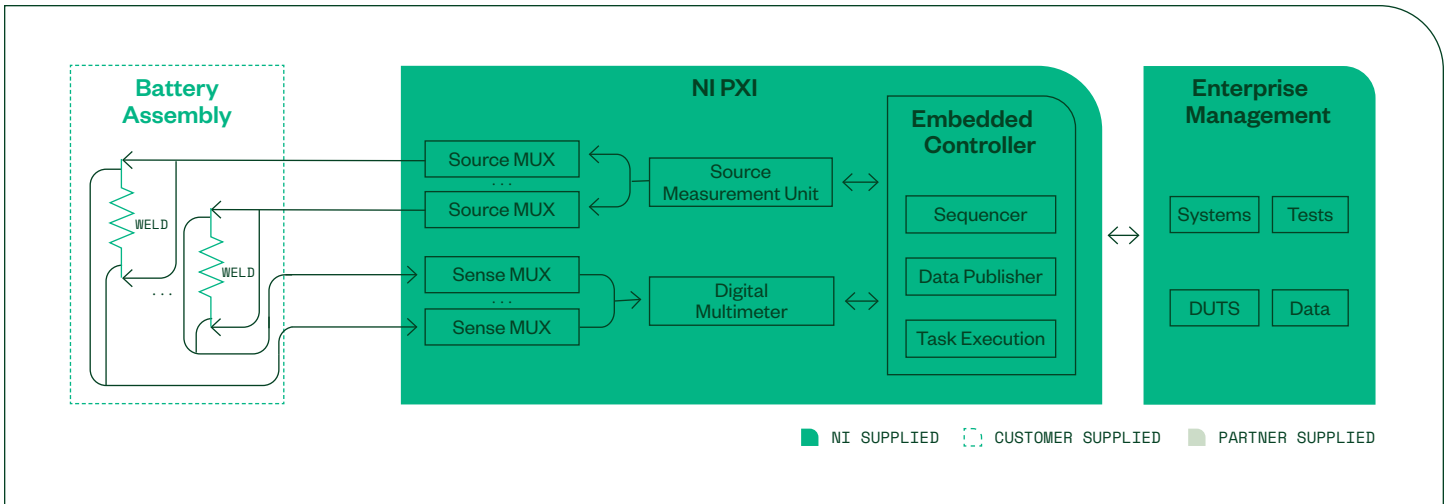 Battery
Assembly
WELD
WELD
...
NI PXI
Source MUX
...
Source MUX
Sense MUX
...
Sense MUX
Source
Measurement Unit
Digital
Multimeter
Embedded
Controller
Sequencer
Data Publisher
Task Execution
Enterprise
Management
Systems
Tests
DUTS
Data
NI SUPPLIED
CUSTOMER SUPPLIED
PARTNER SUPPLIED